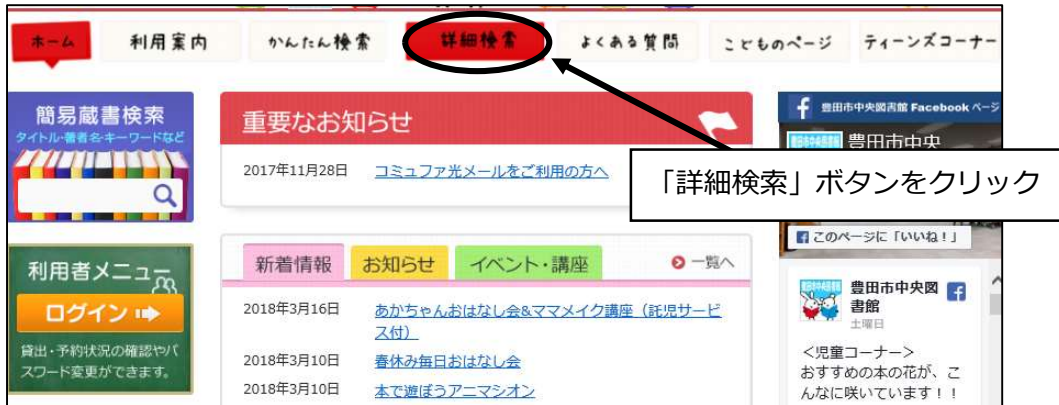 ホーム 利用案内 かんたん検索 詳細検索 よくある質問 こどものページ ティーンズコーナー
簡易蔵書検索
タイトル・著者名・キーワードなど
重要なお知らせ
2017年11月28日 コミュファ光メールをご利用の方へ
豊田市中央図書館 Facebook ページ
豊田市中央
「詳細検索」ボタンをクリック
このページに「いいね！」
利用者メニュー
ログイン
貸出・予約状況の確認やパ
スワード変更ができます。
新着情報 お知らせ イベント・講座 一覧へ
2018年3月16日 あかちゃんおはなし会&ママメイク講座（託児サービ
ス付）
2018年3月10日 春休み毎日おはなし会
2018年3月10日 本で遊ぼうアニマシオン
豊田市中央図
書館
土曜日
＜児童コーナー＞
おすすめの本の花が、こ
んなに咲いています！！